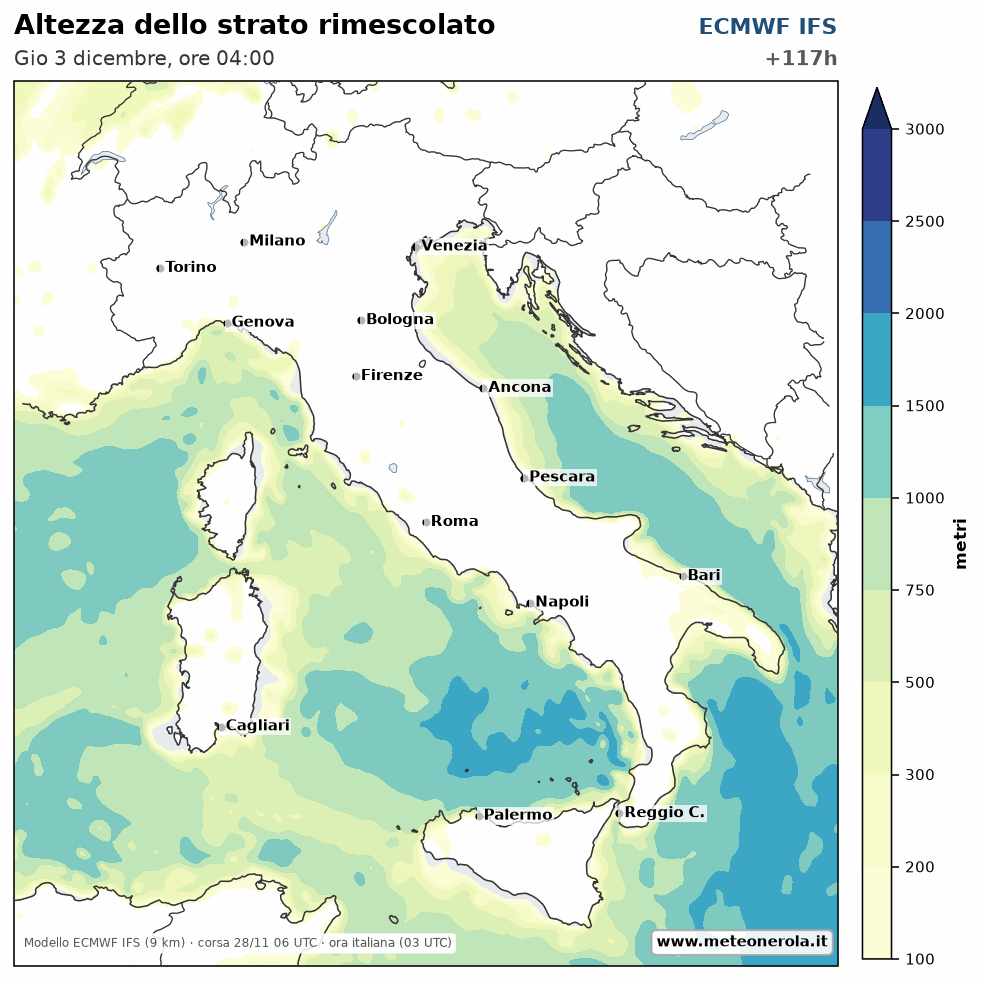 Altezza dello strato rimescolato
ECMWF IFS
Gio 3 dicembre, ore 04:00
+117h
Milano
Venezia
Torino
Genova
Bologna
Firenze
Ancona
Pescara
Roma
Bari
Napoli
Cagliari
Palermo
Reggio C.
3000
2500
2000
1500
1000
750
500
300
200
100
metri
Modello ECMWF IFS (9 km) · corsa 28/11 06 UTC · ora italiana (03 UTC)
www.meteonerola.it